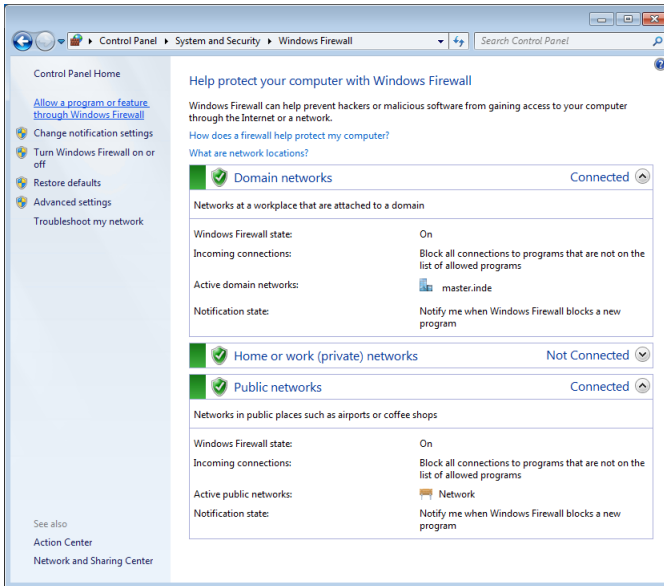 Control Panel ▸ System and Security ▸ Windows Firewall
Search Control Panel
Control Panel Home
Allow a program or feature
through Windows Firewall
Change notification settings
Turn Windows Firewall on or
off
Restore defaults
Advanced settings
Troubleshoot my network
See also
Action Center
Network and Sharing Center
Help protect your computer with Windows Firewall
Windows Firewall can help prevent hackers or malicious software from gaining access to your computer
through the Internet or a network.
How does a firewall help protect my computer?
What are network locations?
Domain networks Connected
Networks at a workplace that are attached to a domain
Windows Firewall state: On
Incoming connections: Block all connections to programs that are not on the
list of allowed programs
Active domain networks: master.inde
Notification state: Notify me when Windows Firewall blocks a new
program
Home or work (private) networks Not Connected
Public networks Connected
Networks in public places such as airports or coffee shops
Windows Firewall state: On
Incoming connections: Block all connections to programs that are not on the
list of allowed programs
Active public networks: Network
Notification state: Notify me when Windows Firewall blocks a new
program